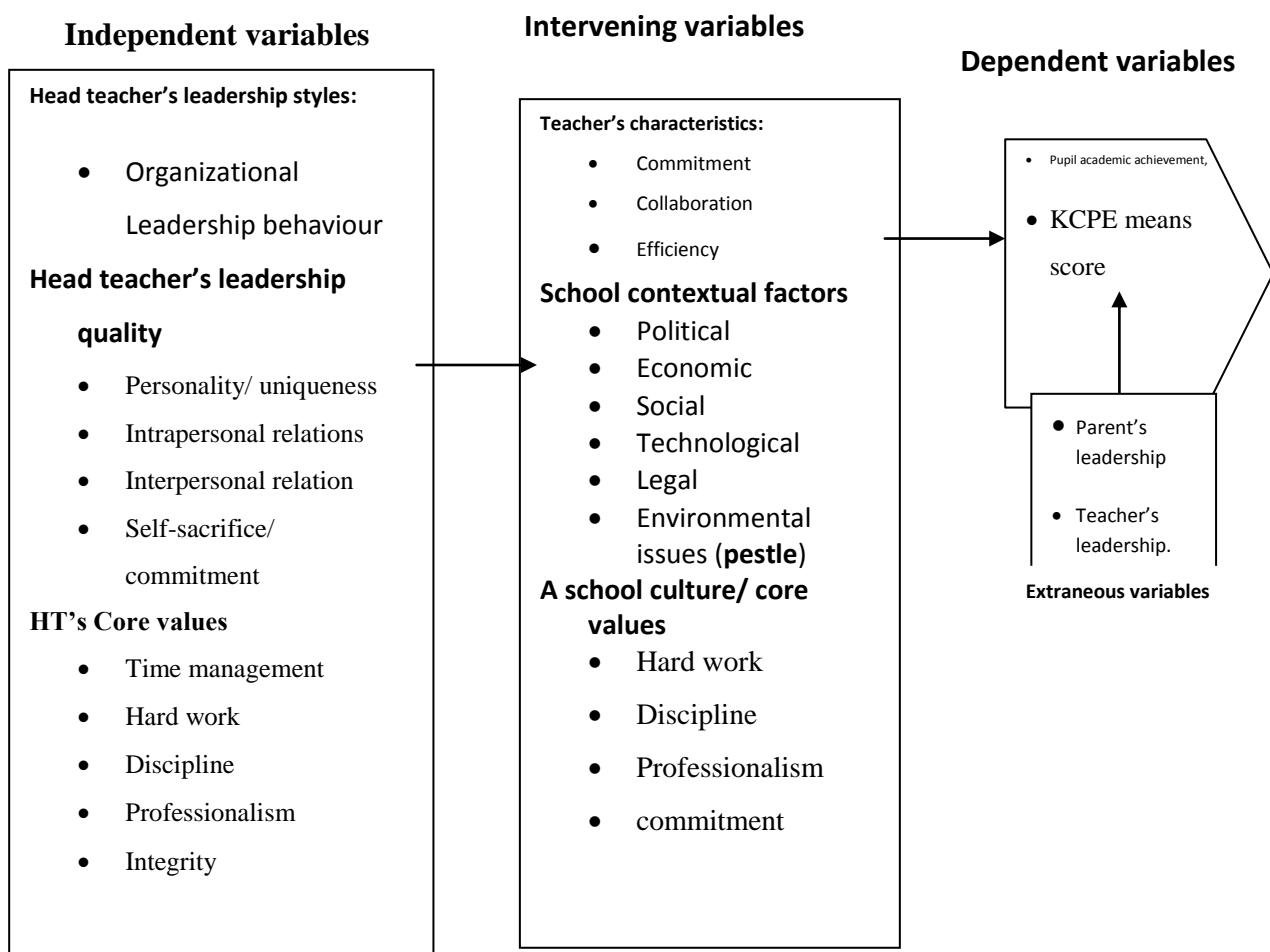 Independent variables
Head teacher’s leadership styles:
• Organizational
Leadership behaviour
Head teacher’s leadership
quality
• Personality/ uniqueness
• Intrapersonal relations
• Interpersonal relation
• Self-sacrifice/
commitment
HT’s Core values
• Time management
• Hard work
• Discipline
• Professionalism
• Integrity
Intervening variables
Teacher’s characteristics:
• Commitment
• Collaboration
• Efficiency
School contextual factors
• Political
• Economic
• Social
• Technological
• Legal
• Environmental
issues (pestle)
A school culture/ core
values
• Hard work
• Discipline
• Professionalism
• commitment
Dependent variables
• Pupil academic achievement,
• KCPE means
score
• Parent’s
leadership
• Teacher’s
leadership.
Extraneous variables